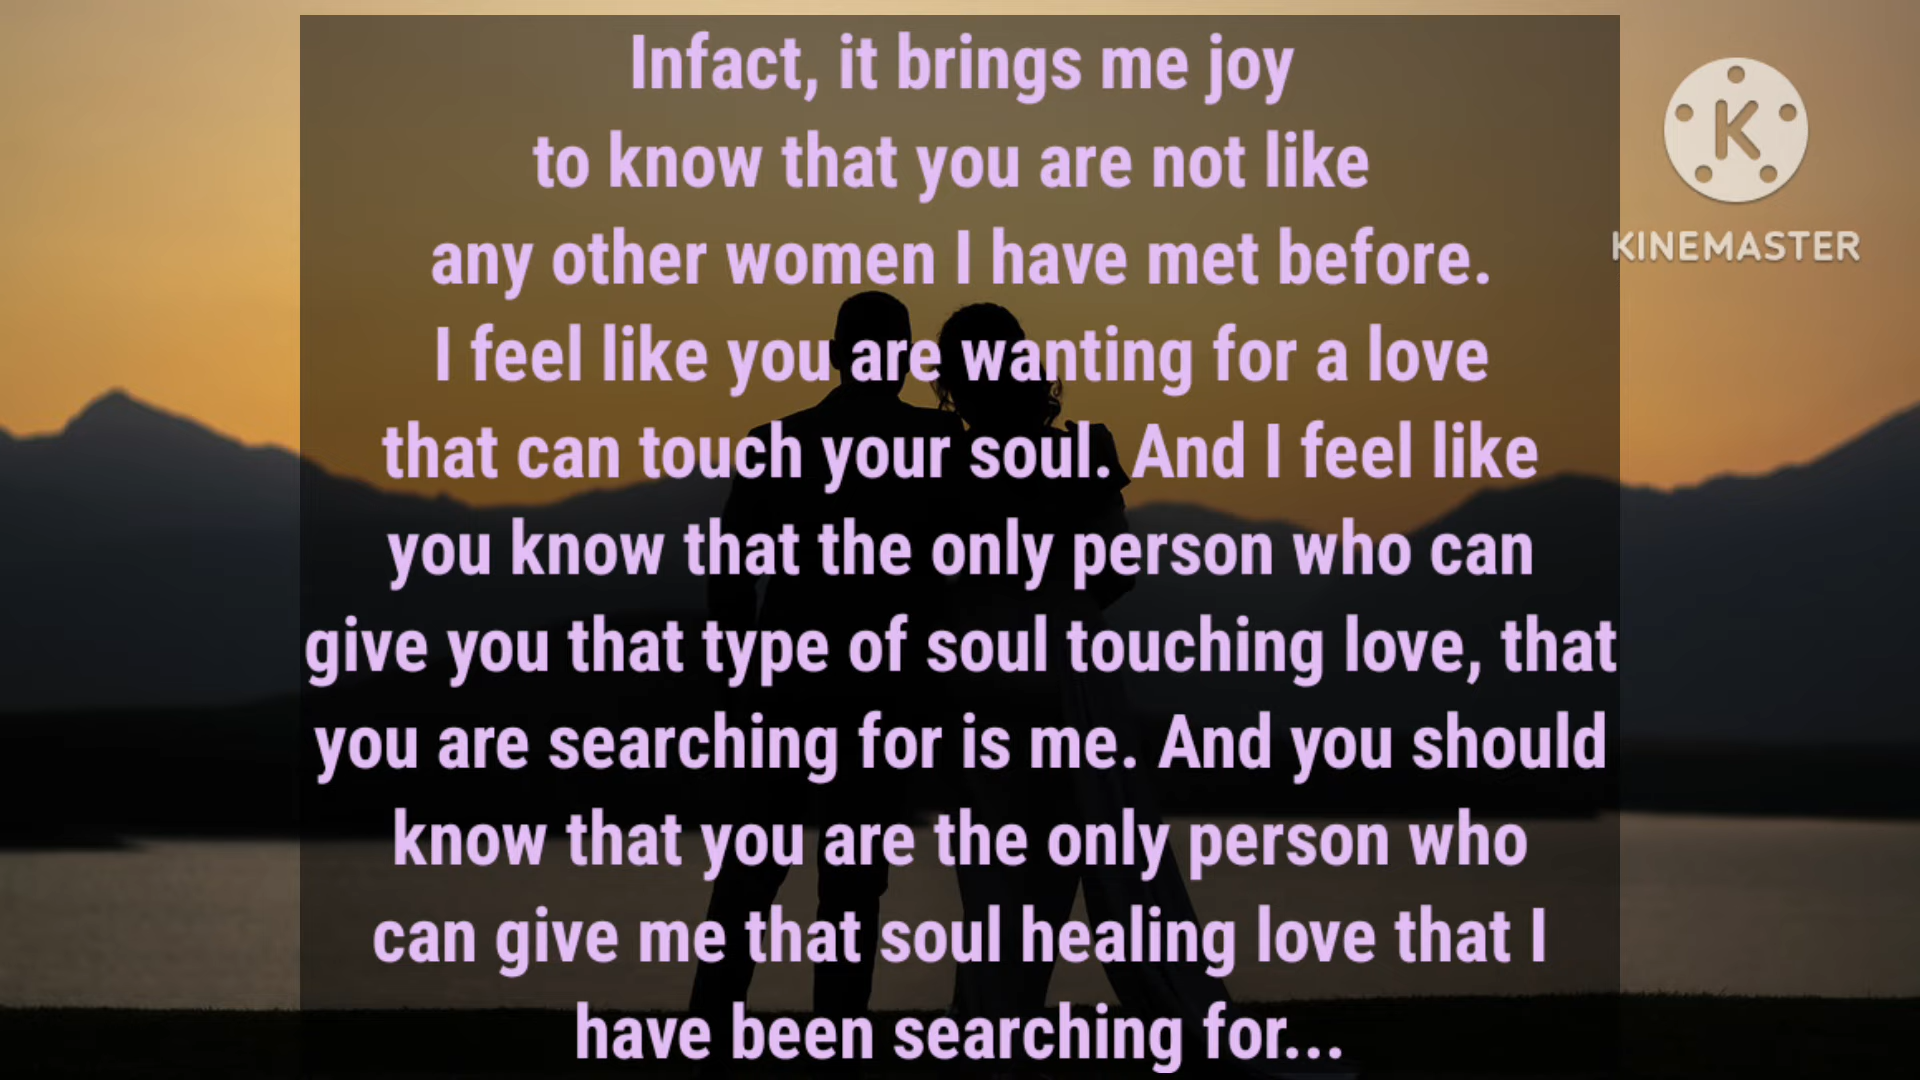 Infact, it brings me joy
to know that you are not like
any other women I have met before.
I feel like you are wanting for a love
that can touch your soul. And I feel like
you know that the only person who can
give you that type of soul touching love, that
you are searching for is me. And you should
know that you are the only person who
can give me that soul healing love that I
have been searching for...
K
KINEMASTER